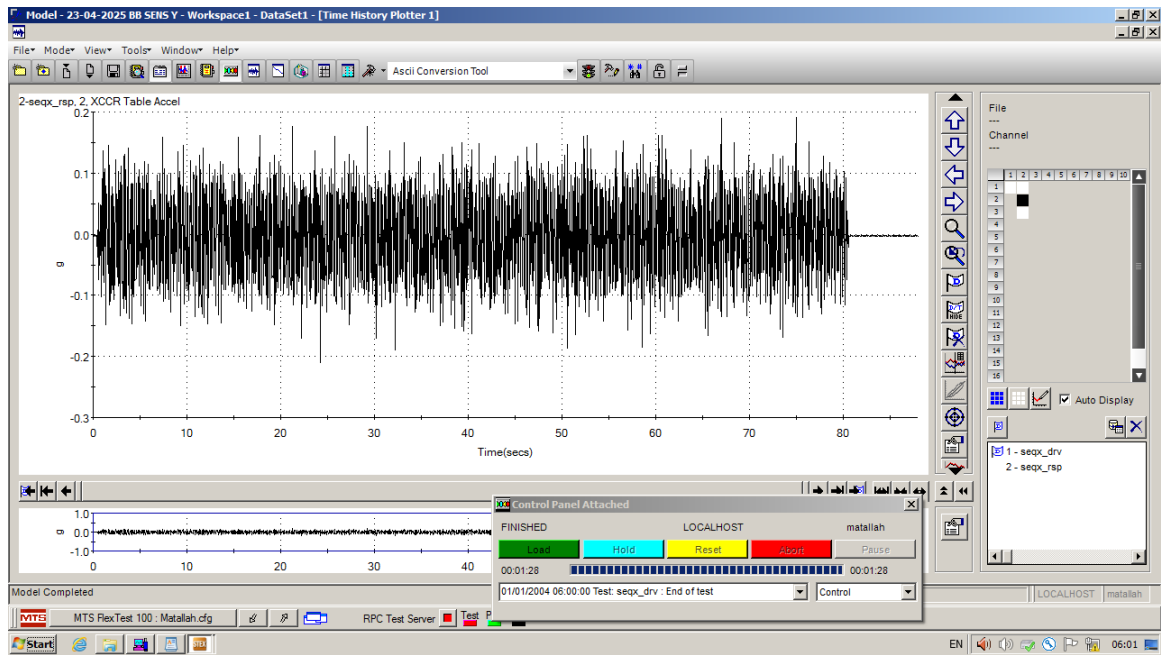 Model - 23-04-2025 BB SENS Y - Workspace1 - DataSet1 - [Time History Plotter 1]
File Mode View Tools Window Help
Ascii Conversion Tool
2-seqx_rsp, 2, XCCR Table Accel
0.2
0.1
0.0
g
-0.1
-0.2
-0.3
0 10 20 30 40 50 60 70 80
Time(secs)
File
---
Channel
---
1 2 3 4 5 6 7 8 9 10
1
2
3
4
5
6
7
8
9
10
11
12
13
14
15
16
Auto Display
1 - seqx_drv
2 - seqx_rsp
1.0
g 0.0
-1.0
0 10 20 30 40
Control Panel Attached
FINISHED LOCALHOST matallah
Load Hold Reset Abort Pause
00:01:28 00:01:28
01/01/2004 06:00:00 Test: seqx_drv : End of test Control
Model Completed
LOCALHOST matallah
MTS MTS FlexTest 100 : Matallah.cfg RPC Test Server Test
Start EN 06:01